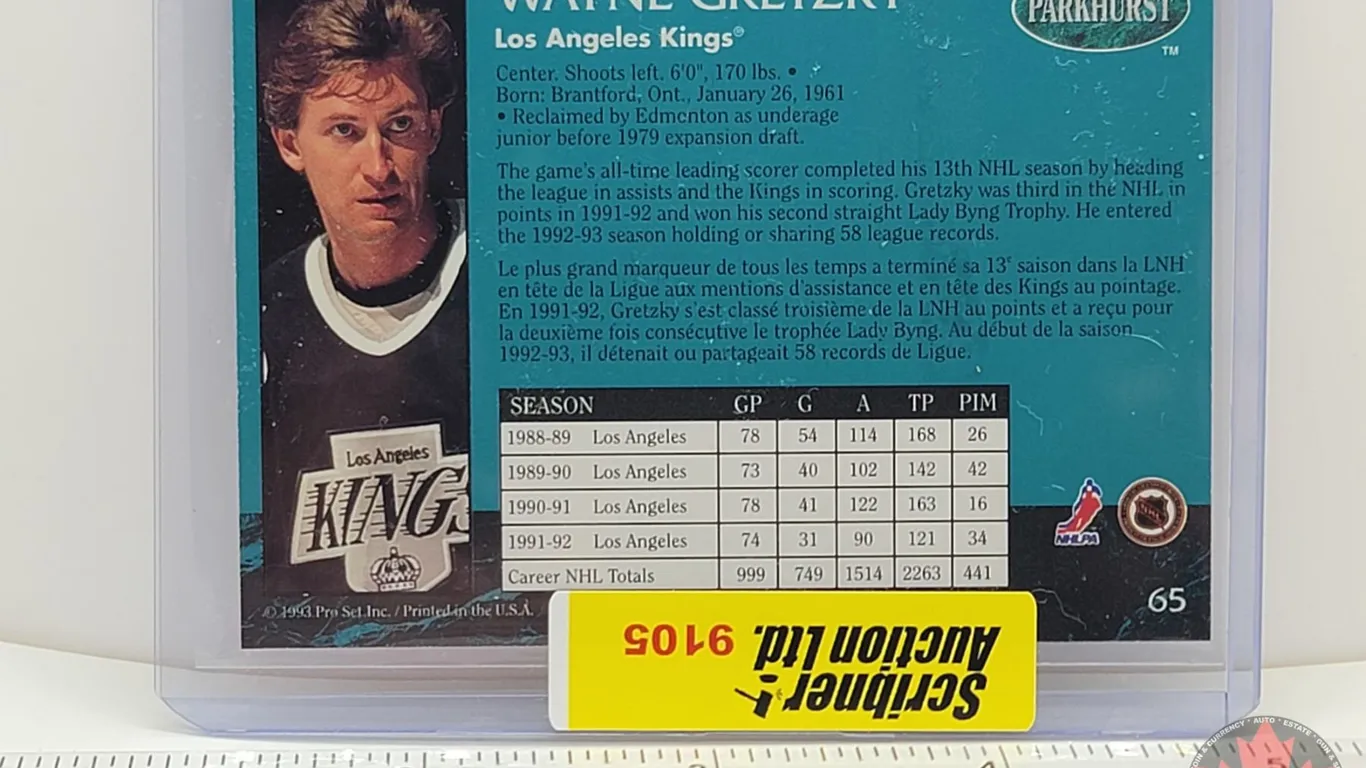 WAYNE GRETZKY
PARKHURST
TM
Los Angeles Kings®
Center. Shoots left. 6'0", 170 lbs. •
Born: Brantford, Ont., January 26, 1961
• Reclaimed by Edmonton as underage
junior before 1979 expansion draft.
The game's all-time leading scorer completed his 13th NHL season by heading
the league in assists and the Kings in scoring. Gretzky was third in the NHL in
points in 1991-92 and won his second straight Lady Byng Trophy. He entered
the 1992-93 season holding or sharing 58 league records.
Le plus grand marqueur de tous les temps a terminé sa 13e saison dans la LNH
en tête de la Ligue aux mentions d'assistance et en tête des Kings au pointage.
En 1991-92, Gretzky s'est classé troisième de la LNH au points et a reçu pour
la deuxième fois consécutive le trophée Lady Byng. Au début de la saison
1992-93, il détenait ou partageait 58 records de Ligue.
SEASON GP G A TP PIM
1988-89 Los Angeles 78 54 114 168 26
1989-90 Los Angeles 73 40 102 142 42
1990-91 Los Angeles 78 41 122 163 16
1991-92 Los Angeles 74 31 90 121 34
Career NHL Totals 999 749 1514 2263 441
Los Angeles
KINGS
NHLPA
NHL
65
© 1993 Pro Set Inc. / Printed in the U.S.A.
Scribner
Auction Ltd. 9105